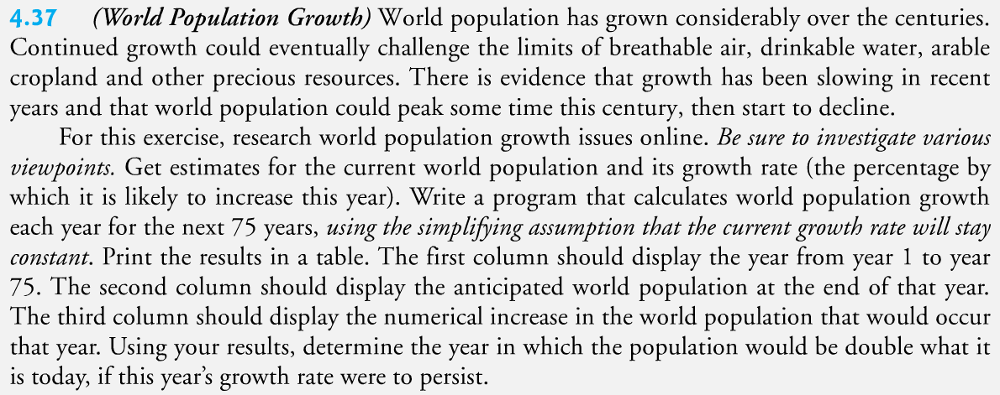 4.37 (World Population Growth) World population has grown considerably over the centuries.
Continued growth could eventually challenge the limits of breathable air, drinkable water, arable
cropland and other precious resources. There is evidence that growth has been slowing in recent
years and that world population could peak some time this century, then start to decline.
For this exercise, research world population growth issues online. Be sure to investigate various
viewpoints. Get estimates for the current world population and its growth rate (the percentage by
which it is likely to increase this year). Write a program that calculates world population growth
each year for the next 75 years, using the simplifying assumption that the current growth rate will stay
constant. Print the results in a table. The first column should display the year from year 1 to year
75. The second column should display the anticipated world population at the end of that year.
The third column should display the numerical increase in the world population that would occur
that year. Using your results, determine the year in which the population would be double what it
is today, if this year's growth rate were to persist.